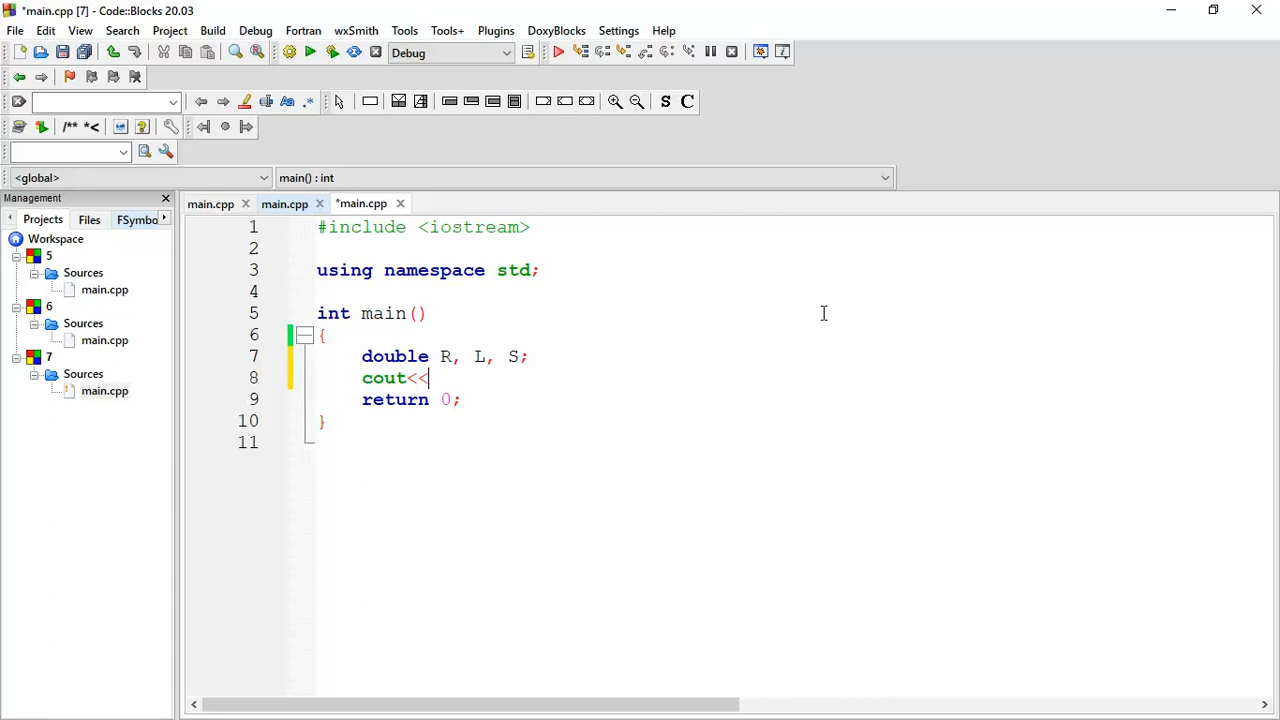 *main.cpp [7] - Code::Blocks 20.03
File Edit View Search Project Build Debug Fortran wxSmith Tools Tools+ Plugins DoxyBlocks Settings Help
Debug
/** *<
<global> main() : int
Management
Projects Files FSymbo
main.cpp main.cpp *main.cpp
Workspace
5
Sources
main.cpp
6
Sources
main.cpp
7
Sources
main.cpp
1 #include <iostream>
2
3 using namespace std;
4
5 int main()
6 {
7 double R, L, S;
8 cout<<
9 return 0;
10 }
11